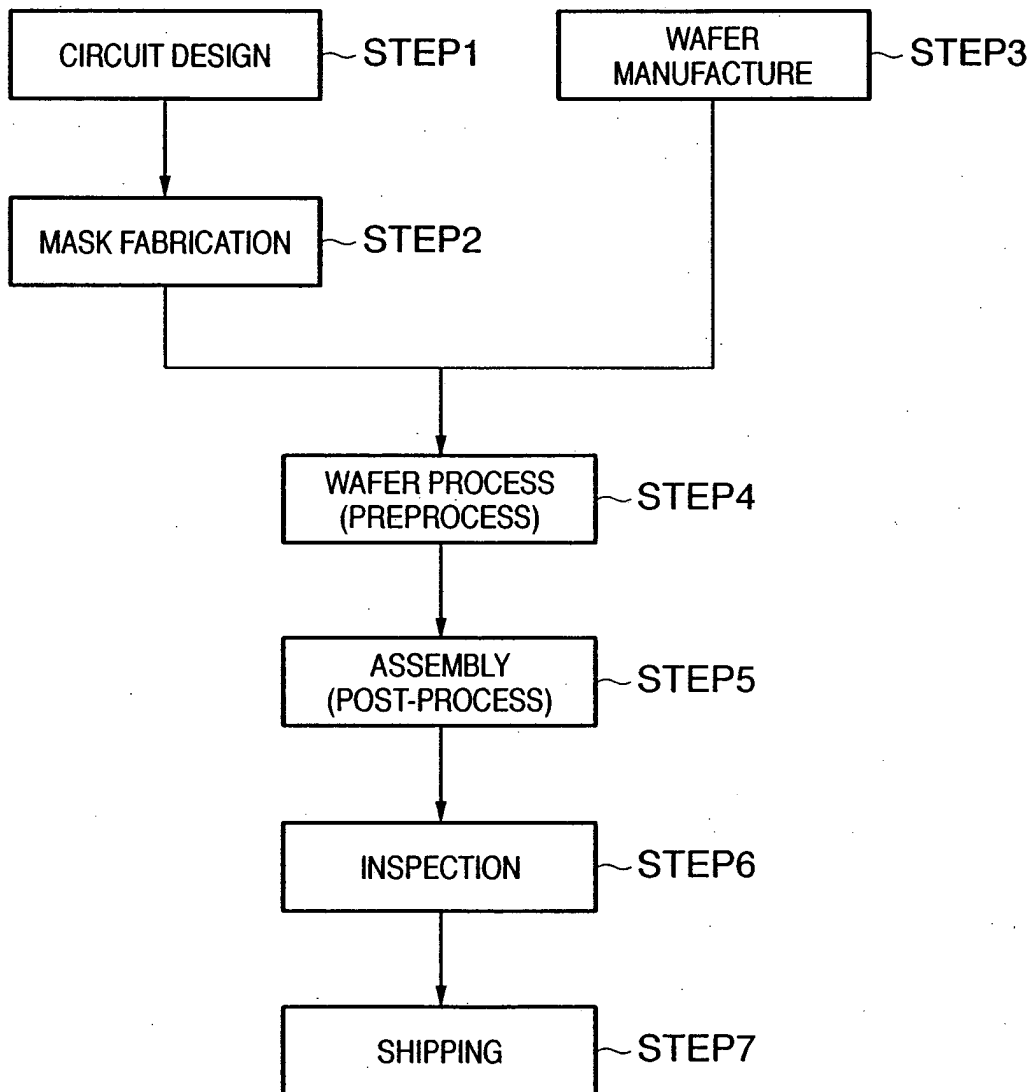 CIRCUIT DESIGN
STEP1
WAFER
MANUFACTURE
STEP3
MASK FABRICATION
STEP2
WAFER PROCESS
(PREPROCESS)
STEP4
ASSEMBLY
(POST-PROCESS)
STEP5
INSPECTION
STEP6
SHIPPING
STEP7